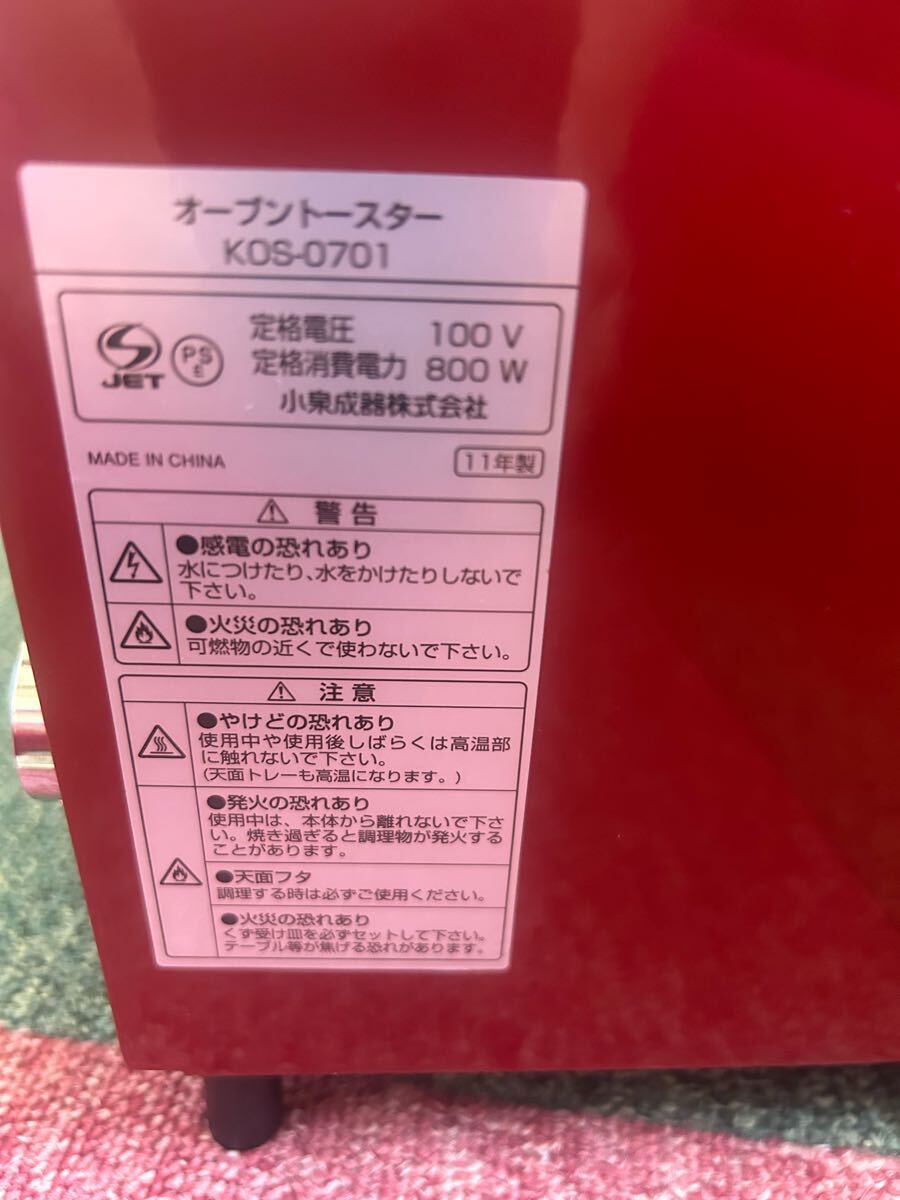 オーブントースター
KOS-0701
JET
PS
E
定格電圧 100 V
定格消費電力 800 W
小泉成器株式会社
MADE IN CHINA
11年製
警告
●感電の恐れあり
水につけたり、水をかけたりしないで
下さい。
●火災の恐れあり
可燃物の近くで使わないで下さい。
注意
●やけどの恐れあり
使用中や使用後しばらくは高温部
に触れないで下さい。
(天面トレーも高温になります。)
●発火の恐れあり
使用中は、本体から離れないで下さ
い。焼き過ぎると調理物が発火する
ことがあります。
●天面フタ
調理する時は必ずご使用ください。
●火災の恐れあり
くず受け皿を必ずセットして下さい。
テーブル等が焦げる恐れがあります。